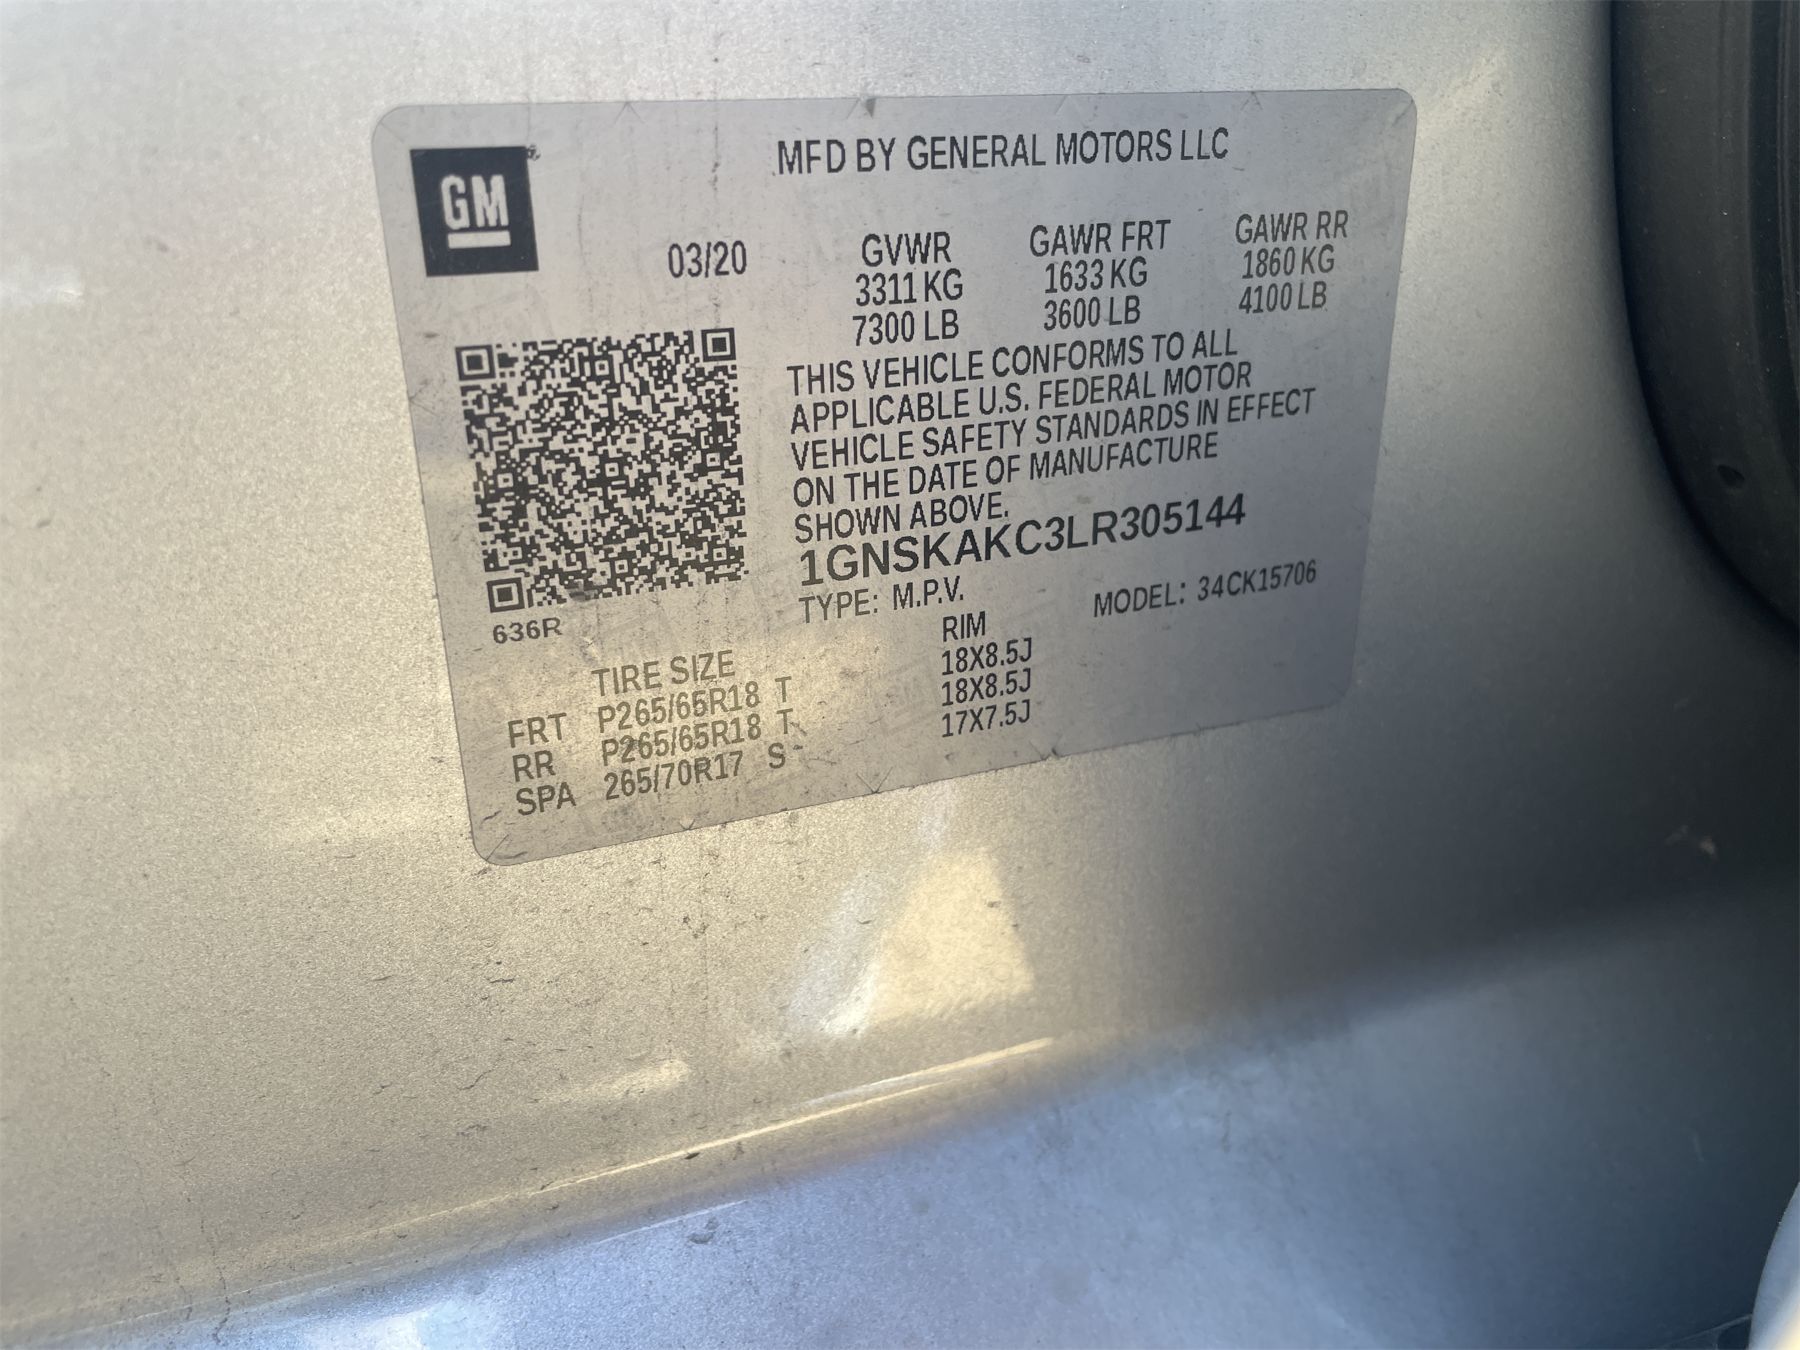 GM
MFD BY GENERAL MOTORS LLC
03/20
GVWR GAWR FRT GAWR RR
3311 KG 1633 KG 1860 KG
7300 LB 3600 LB 4100 LB
THIS VEHICLE CONFORMS TO ALL
APPLICABLE U.S. FEDERAL MOTOR
VEHICLE SAFETY STANDARDS IN EFFECT
ON THE DATE OF MANUFACTURE
SHOWN ABOVE.
1GNSKAKC3LR305144
TYPE: M.P.V. MODEL: 34CK15706
636R
TIRE SIZE RIM
FRT P265/65R18 T 18X8.5J
RR P265/65R18 T 18X8.5J
SPA 265/70R17 S 17X7.5J